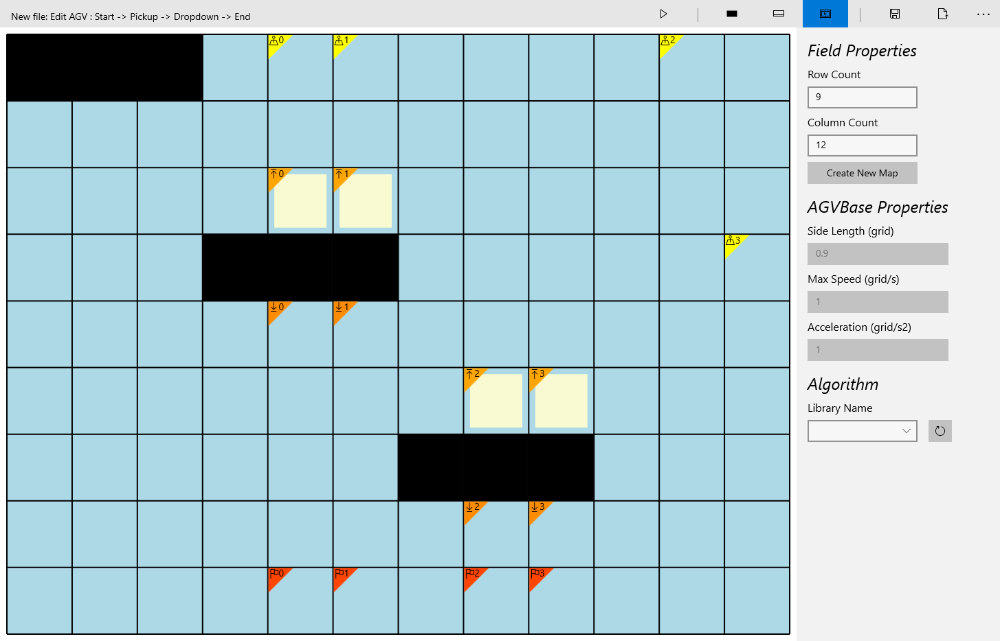 New file: Edit AGV : Start -> Pickup -> Dropdown -> End
0 1 2
0 1
3
0 1
2 3
2 3
0 1 2 3
Field Properties
Row Count
9
Column Count
12
Create New Map
AGVBase Properties
Side Length (grid)
0.9
Max Speed (grid/s)
1
Acceleration (grid/s2)
1
Algorithm
Library Name